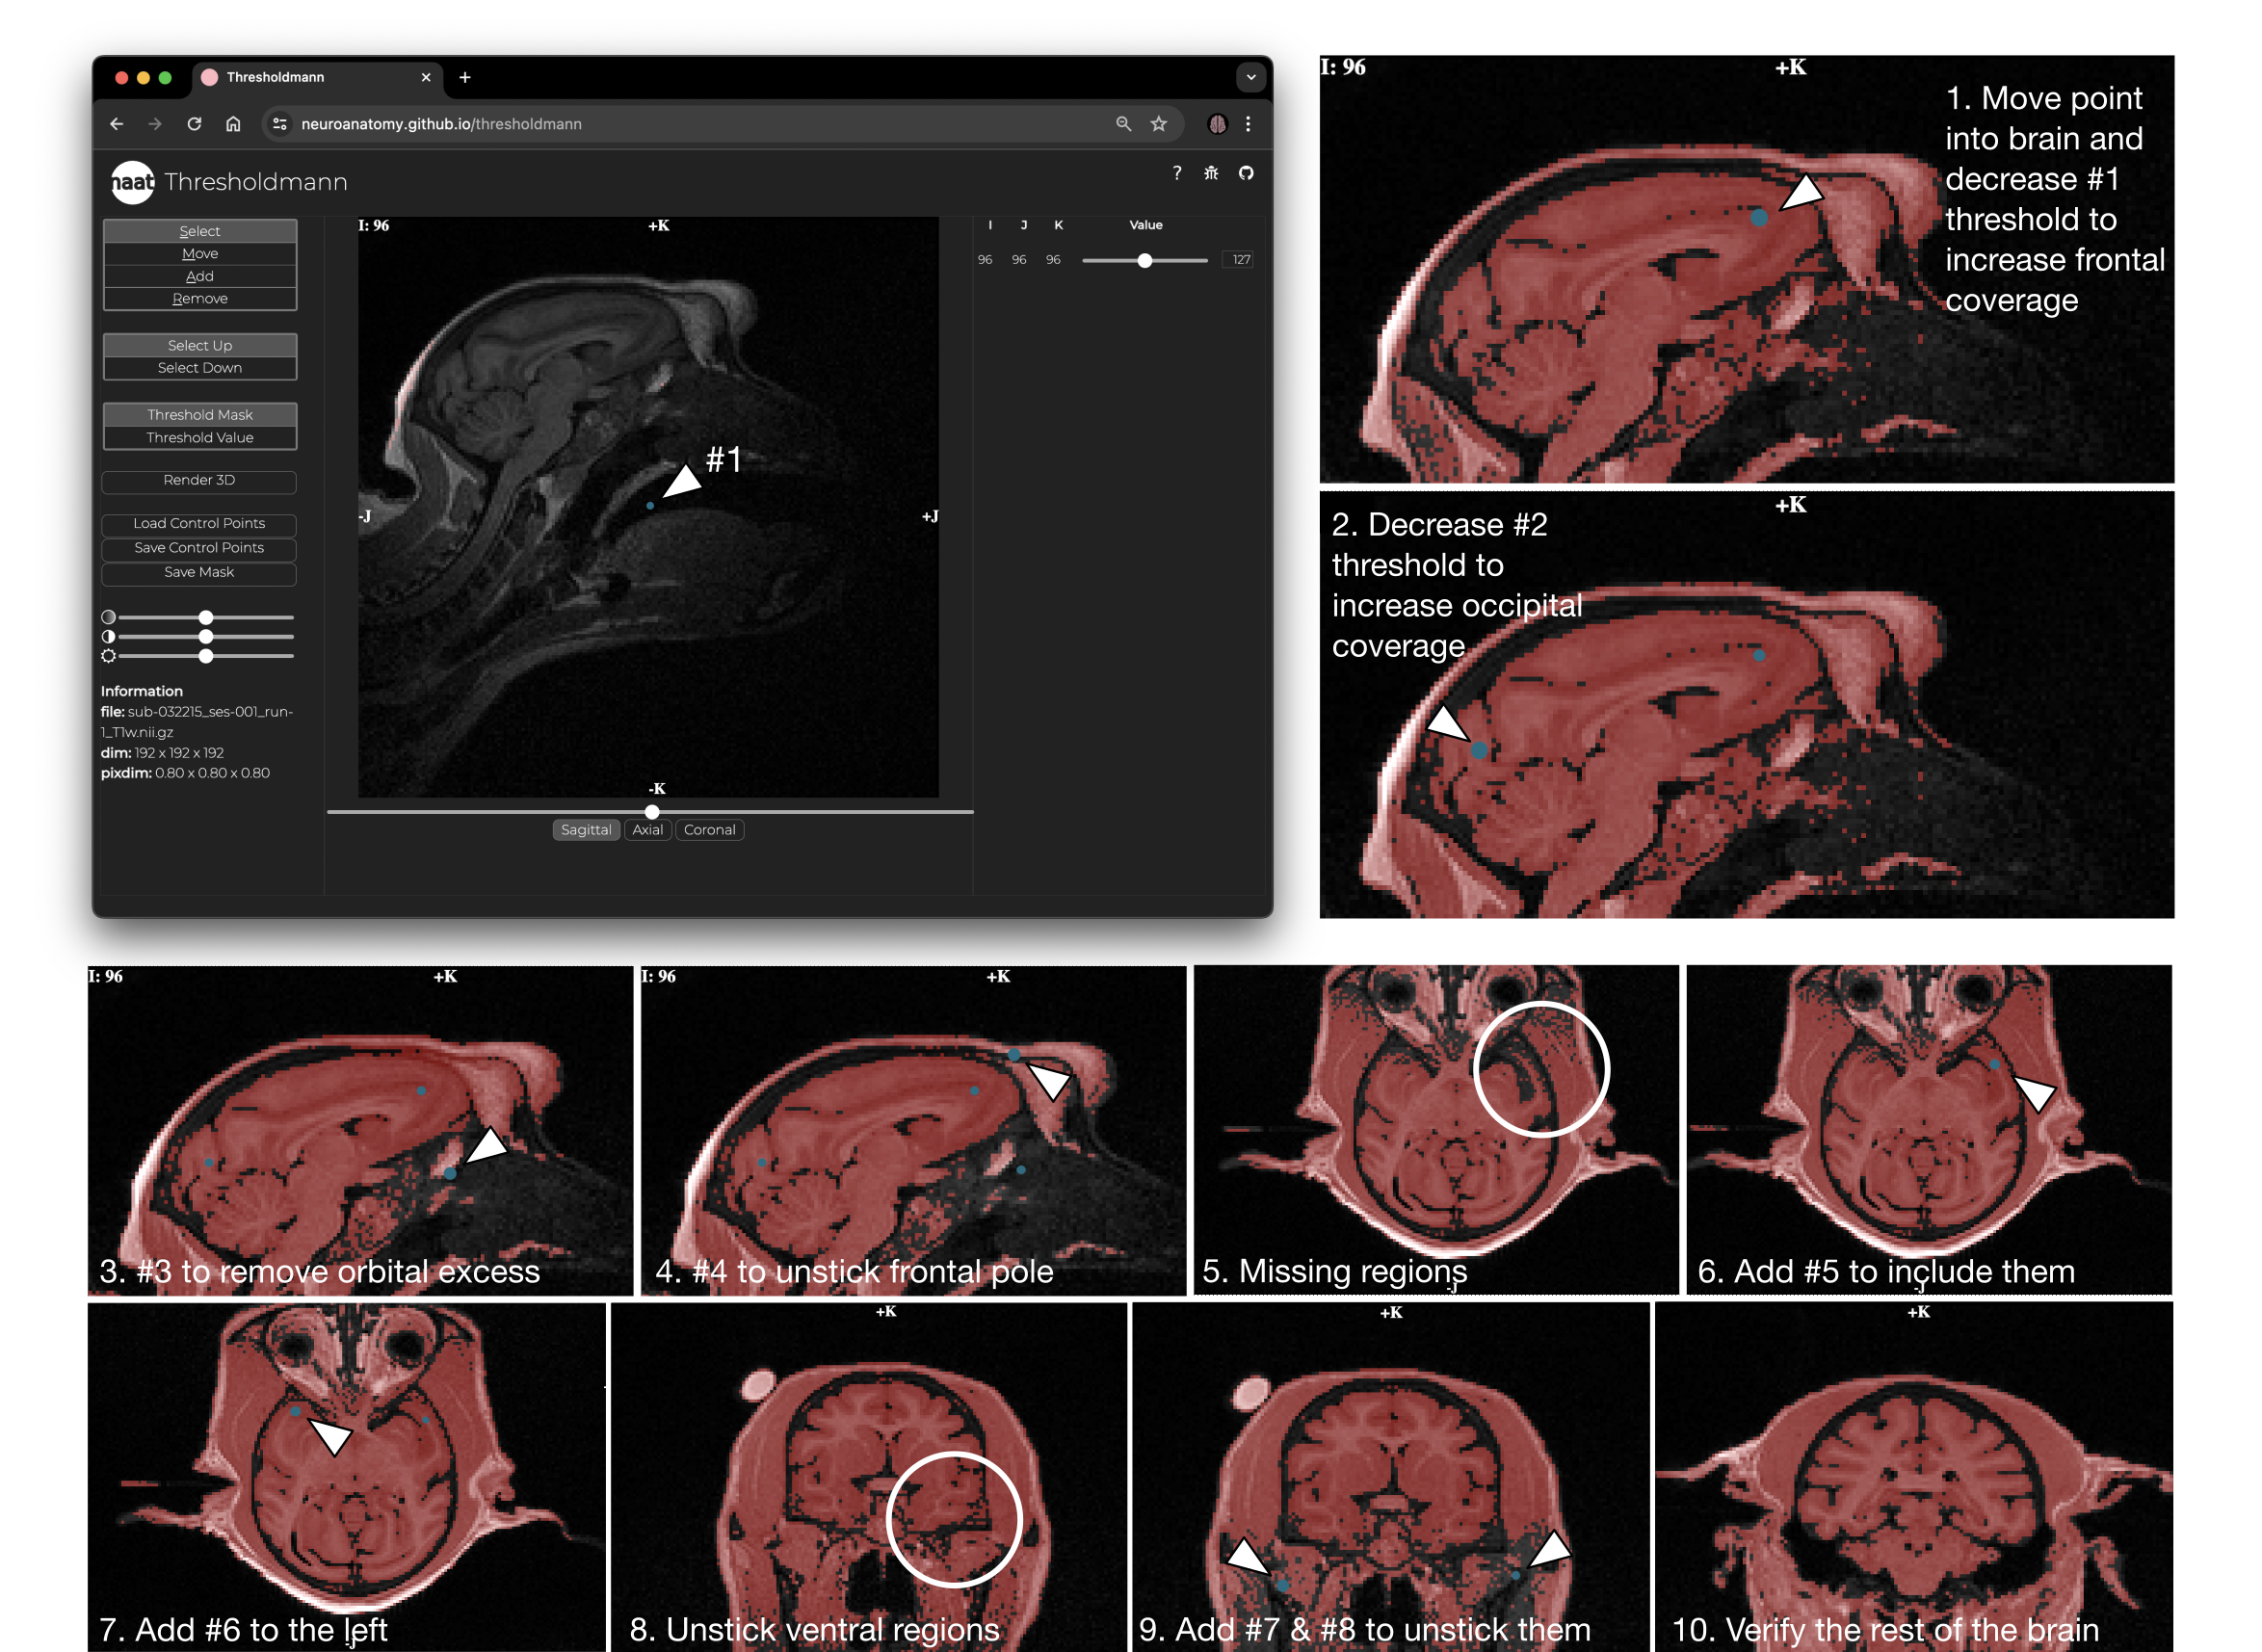 Thresholdmann
neuroanatomy.github.io/thresholdmann
naat Thresholdmann
?
Select
Move
Add
Remove
Select Up
Select Down
Threshold Mask
Threshold Value
Render 3D
Load Control Points
Save Control Points
Save Mask
Information
file: sub-032215_ses-001_run-
1_T1w.nii.gz
dim: 192 x 192 x 192
pixdim: 0.80 x 0.80 x 0.80
I: 96
+K
#1
-J
+J
-K
Sagittal Axial Coronal
I J K Value
96 96 96 127
I: 96
+K
1. Move point
into brain and
decrease #1
threshold to
increase frontal
coverage
+K
2. Decrease #2
threshold to
increase occipital
coverage
I: 96
+K
3. #3 to remove orbital excess
I: 96
+K
4. #4 to unstick frontal pole
5. Missing regions
-J
6. Add #5 to include them
-J
7. Add #6 to the left
-J
+K
8. Unstick ventral regions
+K
9. Add #7 & #8 to unstick them
+K
10. Verify the rest of the brain